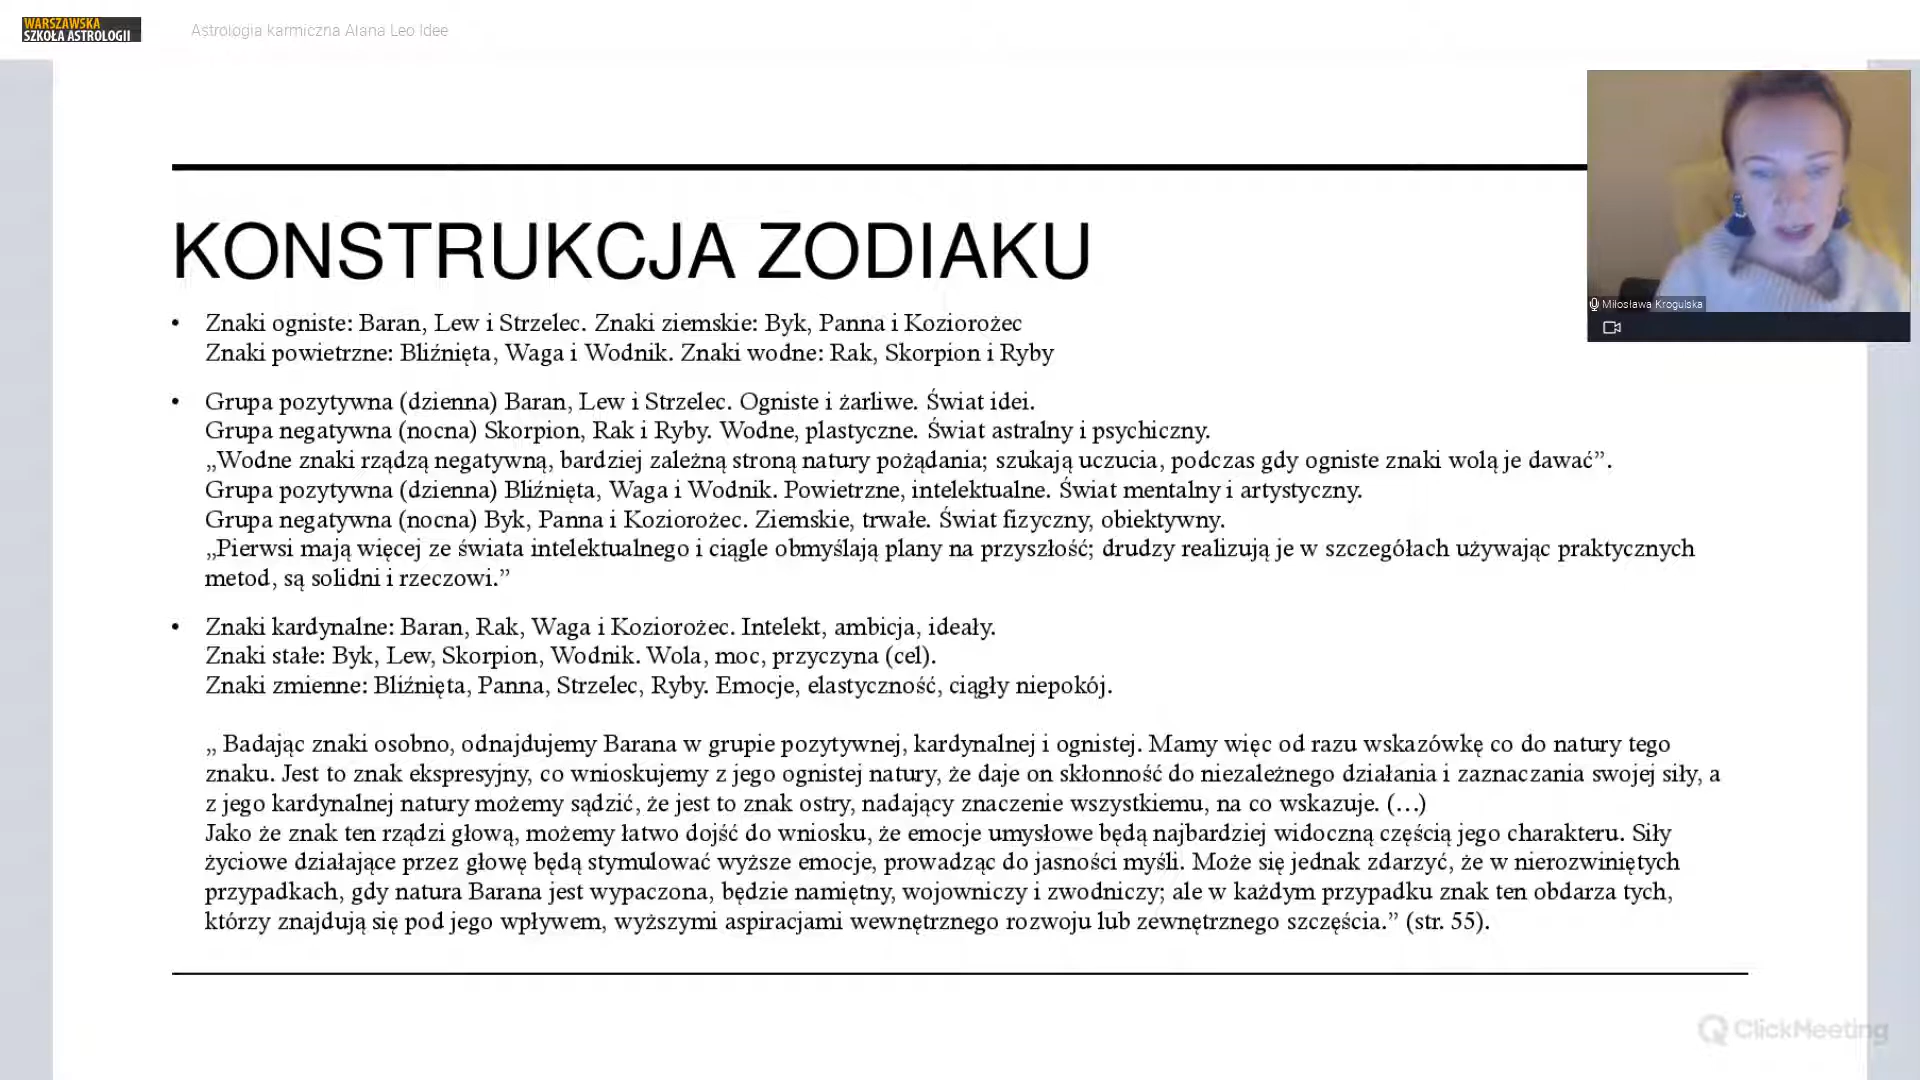 WARSZAWSKA
SZKOŁA ASTROLOGII
Astrologia karmiczna Alana Leo Idee
KONSTRUKCJA ZODIAKU
• Znaki ogniste: Baran, Lew i Strzelec. Znaki ziemskie: Byk, Panna i Koziorożec
Znaki powietrzne: Bliźnięta, Waga i Wodnik. Znaki wodne: Rak, Skorpion i Ryby
• Grupa pozytywna (dzienna) Baran, Lew i Strzelec. Ogniste i żarliwe. Świat idei.
Grupa negatywna (nocna) Skorpion, Rak i Ryby. Wodne, plastyczne. Świat astralny i psychiczny.
„Wodne znaki rządzą negatywną, bardziej zależną stroną natury pożądania; szukają uczucia, podczas gdy ogniste znaki wolą je dawać”.
Grupa pozytywna (dzienna) Bliźnięta, Waga i Wodnik. Powietrzne, intelektualne. Świat mentalny i artystyczny.
Grupa negatywna (nocna) Byk, Panna i Koziorożec. Ziemskie, trwałe. Świat fizyczny, obiektywny.
„Pierwsi mają więcej ze świata intelektualnego i ciągle obmyślają plany na przyszłość; drudzy realizują je w szczegółach używając praktycznych
metod, są solidni i rzeczowi.”
• Znaki kardynalne: Baran, Rak, Waga i Koziorożec. Intelekt, ambicja, ideały.
Znaki stałe: Byk, Lew, Skorpion, Wodnik. Wola, moc, przyczyna (cel).
Znaki zmienne: Bliźnięta, Panna, Strzelec, Ryby. Emocje, elastyczność, ciągły niepokój.
„ Badając znaki osobno, odnajdujemy Barana w grupie pozytywnej, kardynalnej i ognistej. Mamy więc od razu wskazówkę co do natury tego
znaku. Jest to znak ekspresyjny, co wnioskujemy z jego ognistej natury, że daje on skłonność do niezależnego działania i zaznaczania swojej siły, a
z jego kardynalnej natury możemy sądzić, że jest to znak ostry, nadający znaczenie wszystkiemu, na co wskazuje. (…)
Jako że znak ten rządzi głową, możemy łatwo dojść do wniosku, że emocje umysłowe będą najbardziej widoczną częścią jego charakteru. Siły
życiowe działające przez głowę będą stymulować wyższe emocje, prowadząc do jasności myśli. Może się jednak zdarzyć, że w nierozwiniętych
przypadkach, gdy natura Barana jest wypaczona, będzie namiętny, wojowniczy i zwodniczy; ale w każdym przypadku znak ten obdarza tych,
którzy znajdują się pod jego wpływem, wyższymi aspiracjami wewnętrznego rozwoju lub zewnętrznego szczęścia.” (str. 55).
Miłosława Krogulska
ClickMeeting